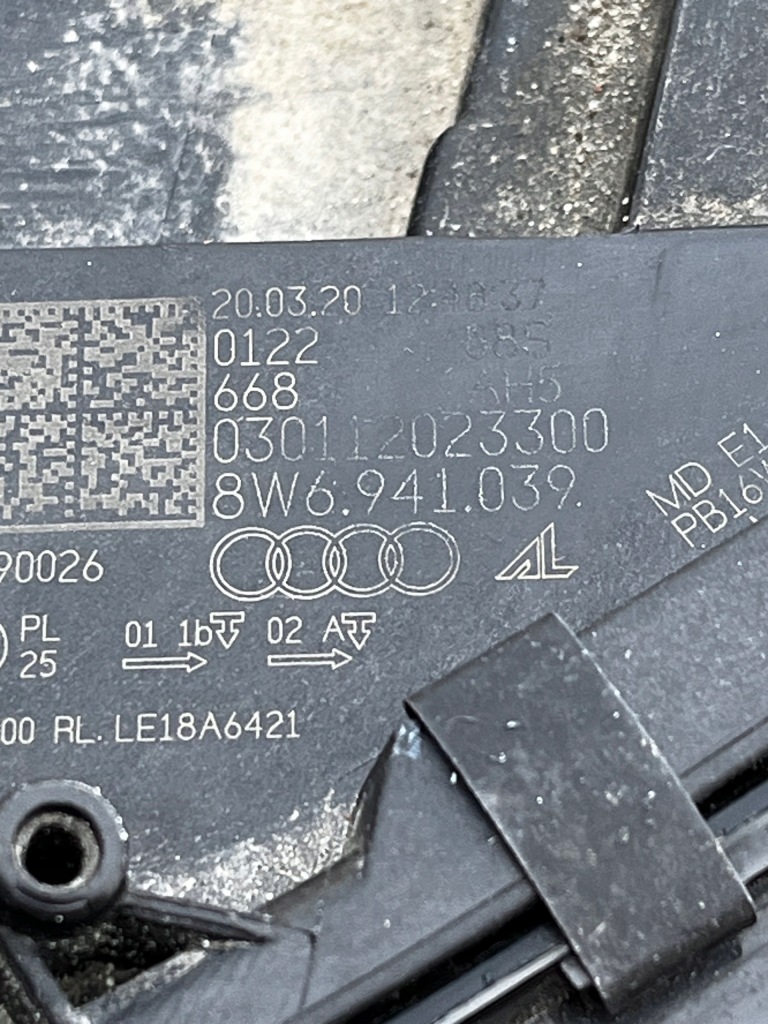 20.03.20
0122
668
8W6.941.039.
MD E1
90026
PL
25
01 1b
02 A
00 RL. LE18A6421